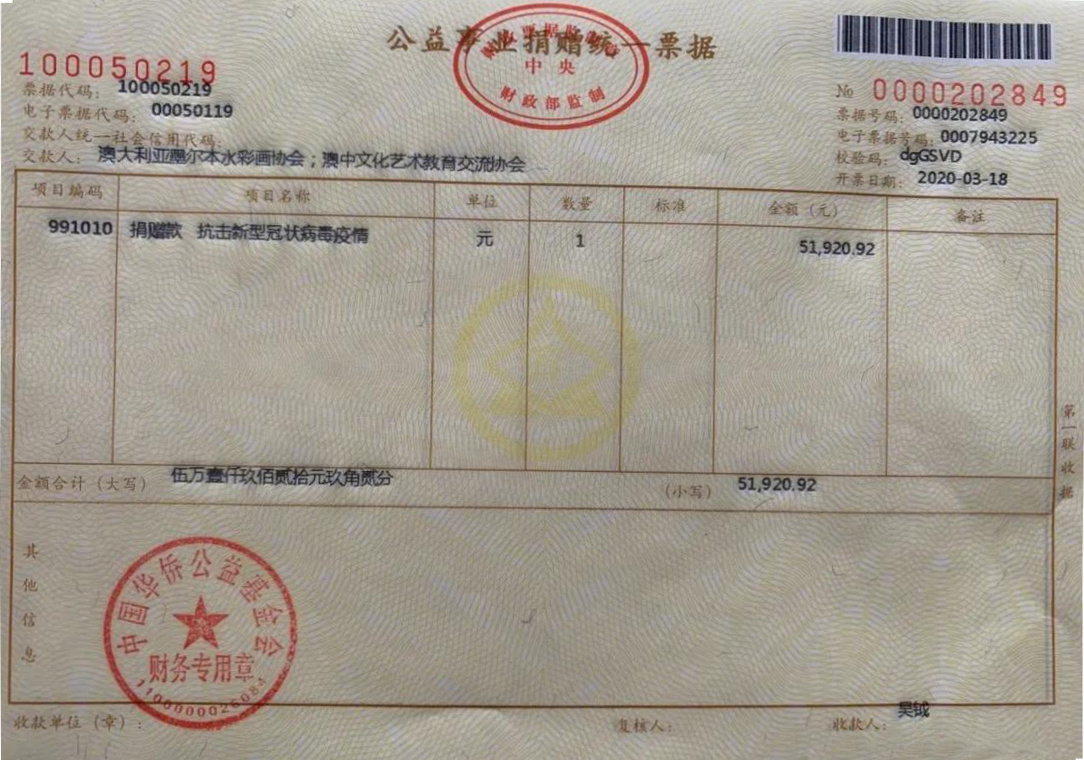 公益事业捐赠统一票据
财政票据监制章
中央
财政部监制
100050219
№ 0000202849
票据代码: 100050219
票据号码: 0000202849
电子票据代码: 00050119
电子票据号码: 0007943225
交款人统一社会信用代码:
校验码: dgGSVD
交款人: 澳大利亚墨尔本水彩画协会;澳中文化艺术教育交流协会
开票日期: 2020-03-18
项目编码 项目名称 单位 数量 标准 金额(元) 备注
991010 捐赠款 抗击新型冠状病毒疫情 元 1 51,920.92
第一联 收据
金额合计(大写) 伍万壹仟玖佰贰拾元玖角贰分 (小写) 51,920.92
其他信息
中国华侨公益基金会
财务专用章
1100000026084
收款单位(章): 复核人: 收款人: 吴钺